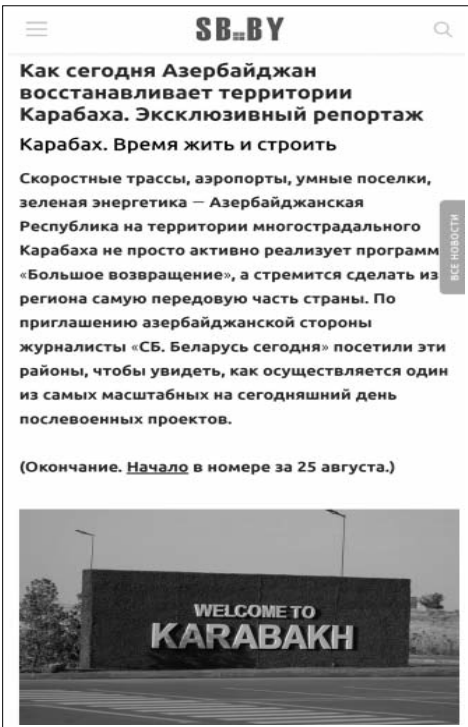 SB BY
Как сегодня Азербайджан
восстанавливает территории
Карабаха. Эксклюзивный репортаж
Карабах. Время жить и строить
Скоростные трассы, аэропорты, умные поселки,
зеленая энергетика — Азербайджанская
Республика на территории многострадального
Карабаха не просто активно реализует програм
«Большое возвращение», а стремится сделать из
региона самую передовую часть страны. По
приглашению азербайджанской стороны
журналисты «СБ. Беларусь сегодня» посетили эти
районы, чтобы увидеть, как осуществляется один
из самых масштабных на сегодняшний день
послевоенных проектов.
ВСЕ НОВОСТИ
(Окончание. Начало в номере за 25 августа.)
WELCOME TO
KARABAKH